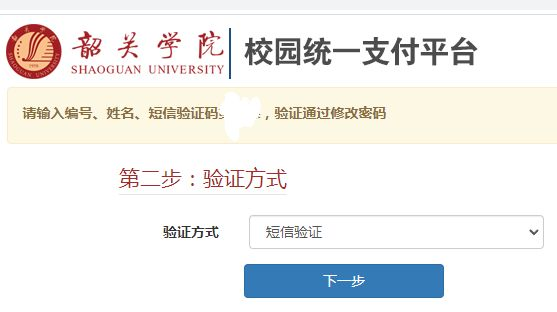 韶关学院
SHAOGUAN UNIVERSITY
校园统一支付平台
请输入编号、姓名、短信验证码，验证通过修改密码
第二步：验证方式
验证方式
短信验证
下一步